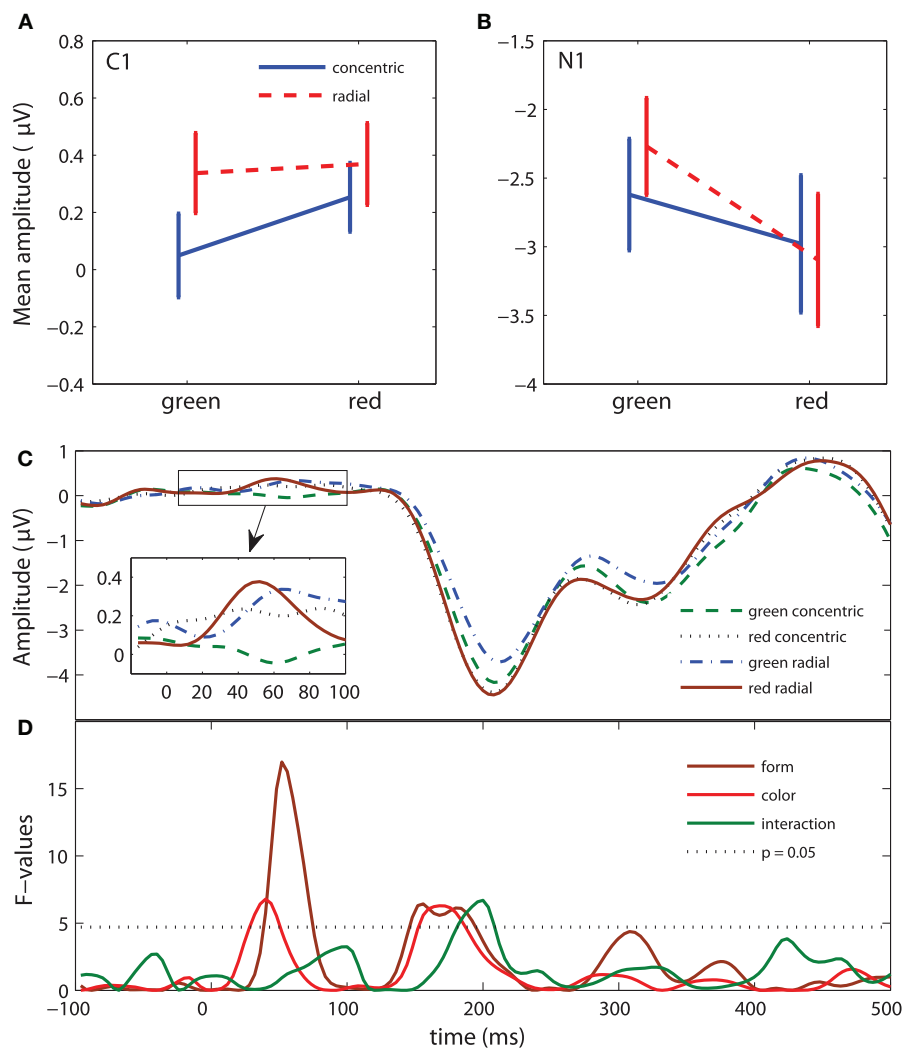 A
B
0.8
0.6
0.4
0.2
0
−0.2
−0.4
Mean amplitude ( µV)
C1
concentric
radial
green
red
−1.5
−2
−2.5
−3
−3.5
−4
N1
green
red
C
1
0
−1
−2
−3
−4
Amplitude (µV)
0.4
0.2
0
0 20 40 60 80 100
green concentric
red concentric
green radial
red radial
D
15
10
5
0
F−values
form
color
interaction
p = 0.05
−100 0 100 200 300 400 500
time (ms)